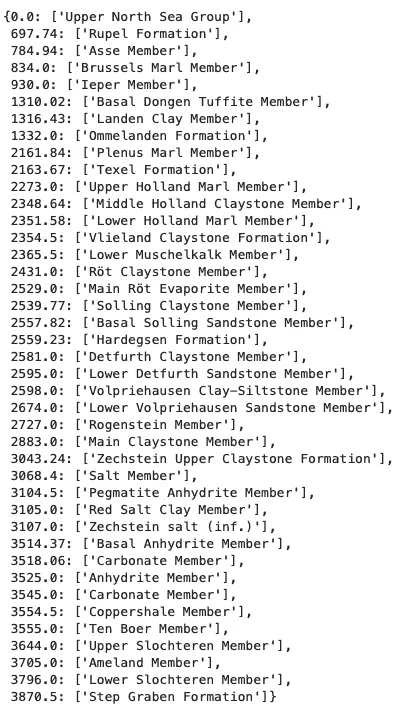 {0.0: ['Upper North Sea Group'],
697.74: ['Rupel Formation'],
784.94: ['Asse Member'],
834.0: ['Brussels Marl Member'],
930.0: ['Ieper Member'],
1310.02: ['Basal Dongen Tuffite Member'],
1316.43: ['Landen Clay Member'],
1332.0: ['Ommelanden Formation'],
2161.84: ['Plenus Marl Member'],
2163.67: ['Texel Formation'],
2273.0: ['Upper Holland Marl Member'],
2348.64: ['Middle Holland Claystone Member'],
2351.58: ['Lower Holland Marl Member'],
2354.5: ['Vlieland Claystone Formation'],
2365.5: ['Lower Muschelkalk Member'],
2431.0: ['Röt Claystone Member'],
2529.0: ['Main Röt Evaporite Member'],
2539.77: ['Solling Claystone Member'],
2557.82: ['Basal Solling Sandstone Member'],
2559.23: ['Hardegsen Formation'],
2581.0: ['Detfurth Claystone Member'],
2595.0: ['Lower Detfurth Sandstone Member'],
2598.0: ['Volpriehausen Clay-Siltstone Member'],
2674.0: ['Lower Volpriehausen Sandstone Member'],
2727.0: ['Rogenstein Member'],
2883.0: ['Main Claystone Member'],
3043.24: ['Zechstein Upper Claystone Formation'],
3068.4: ['Salt Member'],
3104.5: ['Pegmatite Anhydrite Member'],
3105.0: ['Red Salt Clay Member'],
3107.0: ['Zechstein salt (inf.)'],
3514.37: ['Basal Anhydrite Member'],
3518.06: ['Carbonate Member'],
3525.0: ['Anhydrite Member'],
3545.0: ['Carbonate Member'],
3554.5: ['Coppershale Member'],
3555.0: ['Ten Boer Member'],
3644.0: ['Upper Slochteren Member'],
3705.0: ['Ameland Member'],
3796.0: ['Lower Slochteren Member'],
3870.5: ['Step Graben Formation']}